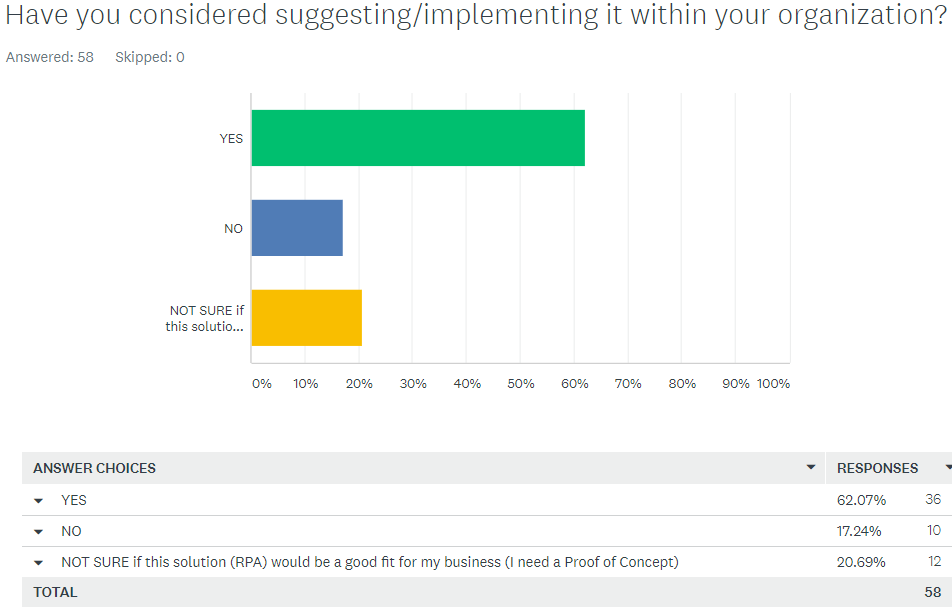 Have you considered suggesting/implementing it within your organization?
Answered: 58 Skipped: 0
YES
NO
NOT SURE if
this solutio...
0% 10% 20% 30% 40% 50% 60% 70% 80% 90% 100%
ANSWER CHOICES RESPONSES
YES 62.07% 36
NO 17.24% 10
NOT SURE if this solution (RPA) would be a good fit for my business (I need a Proof of Concept) 20.69% 12
TOTAL 58